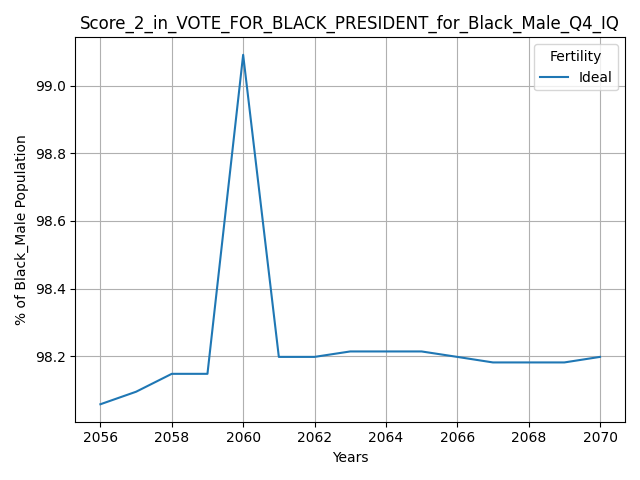 Score_2_in_VOTE_FOR_BLACK_PRESIDENT_for_Black_Male_Q4_IQ
Fertility
Ideal
% of Black_Male Population
99.0
98.8
98.6
98.4
98.2
2056 2058 2060 2062 2064 2066 2068 2070
Years